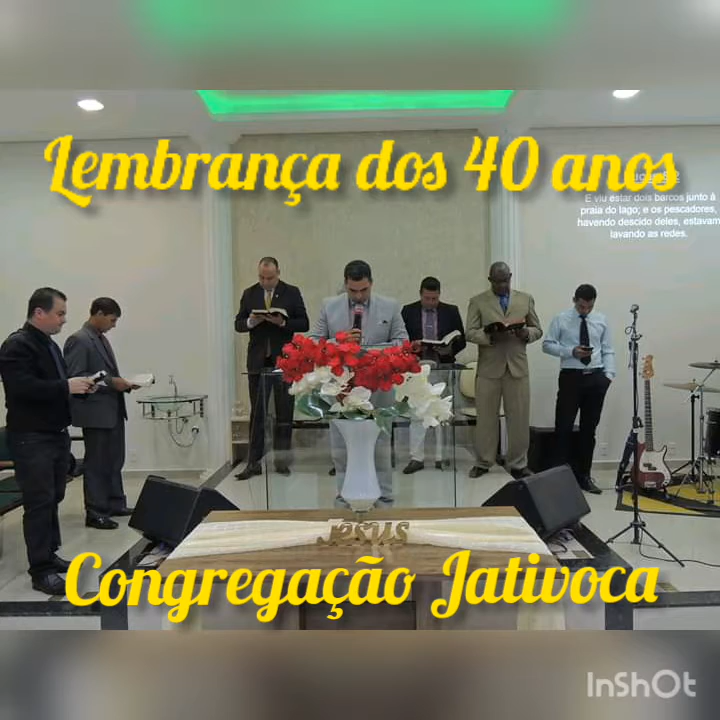 Lembrança dos 40 anos
E viu estar dois barcos junto à
praia do lago; e os pescadores,
havendo descido deles, estavam
lavando as redes.
Jesus
Congregação Jativoca
InShOt